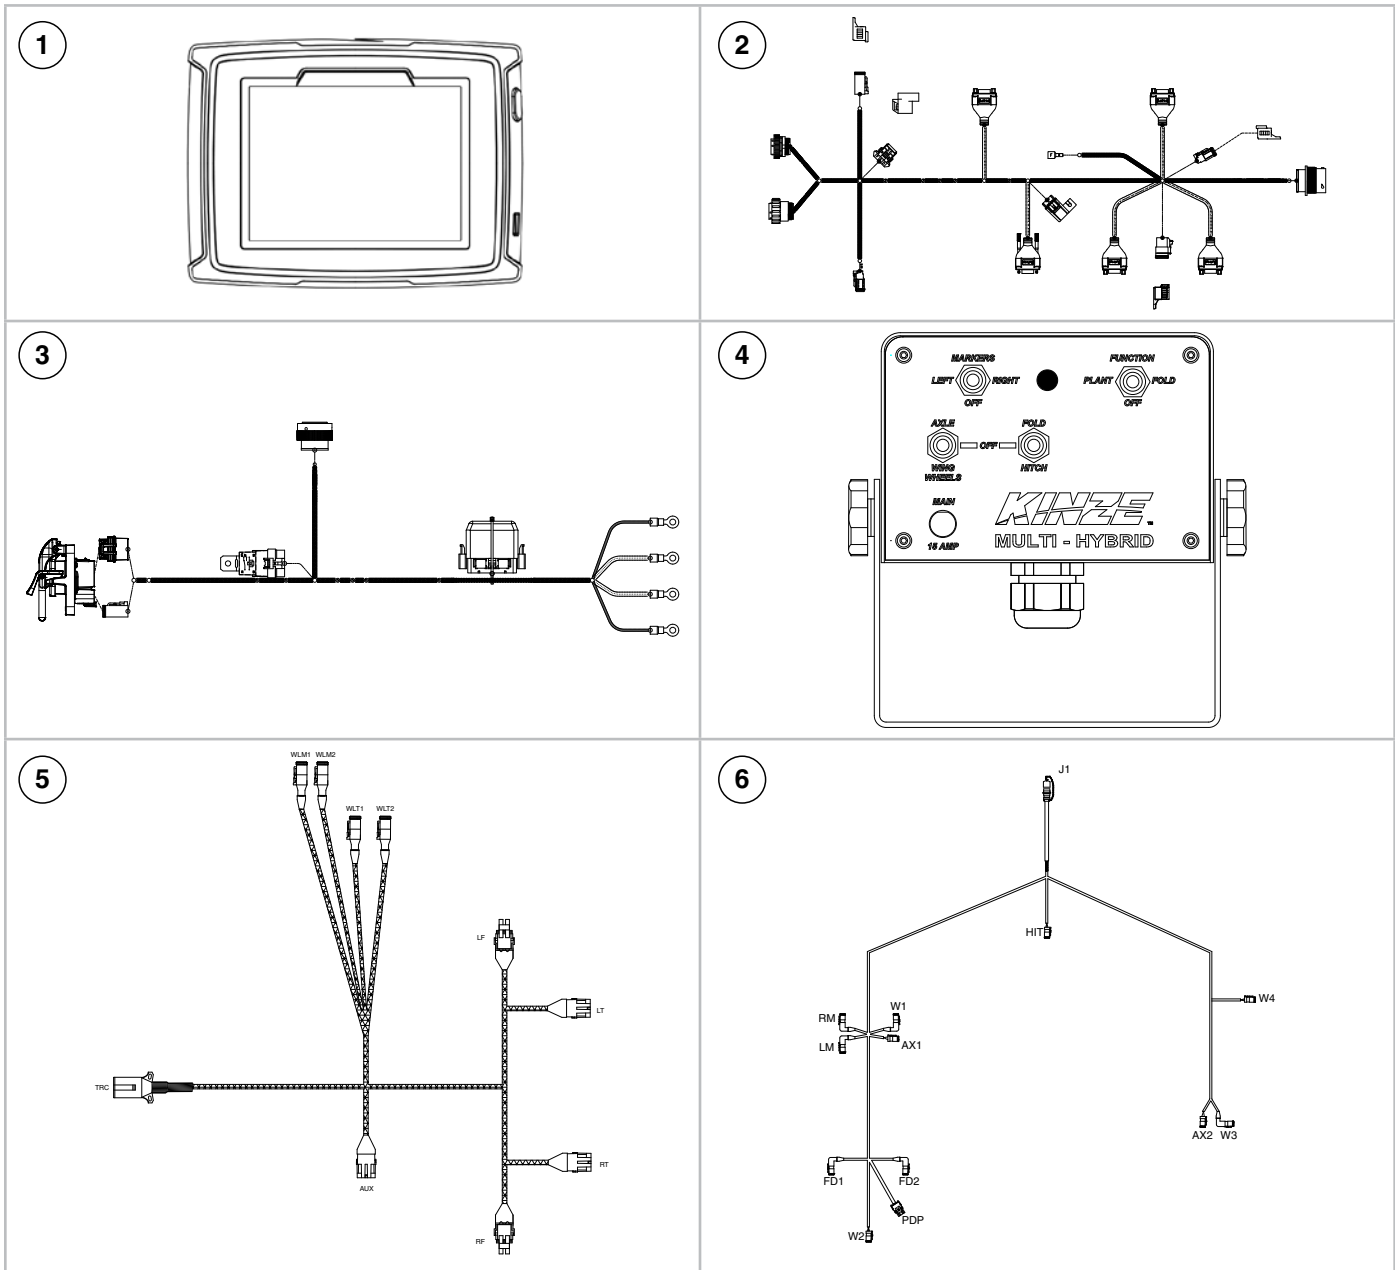 1
2
3
4
MARKERS
LEFT RIGHT
OFF
FUNCTION
PLANT FOLD
OFF
AXLE
FOLD
OFF
WING
WHEELS
HITCH
MAIN
15 AMP
KINZE ™
MULTI - HYBRID
5
WLM1 WLM2
WLT1 WLT2
LF
LT
TRC
AUX
RT
RF
6
J1
HIT
W4
RM
W1
LM
AX1
AX2 W3
FD1
FD2
PDP
W2